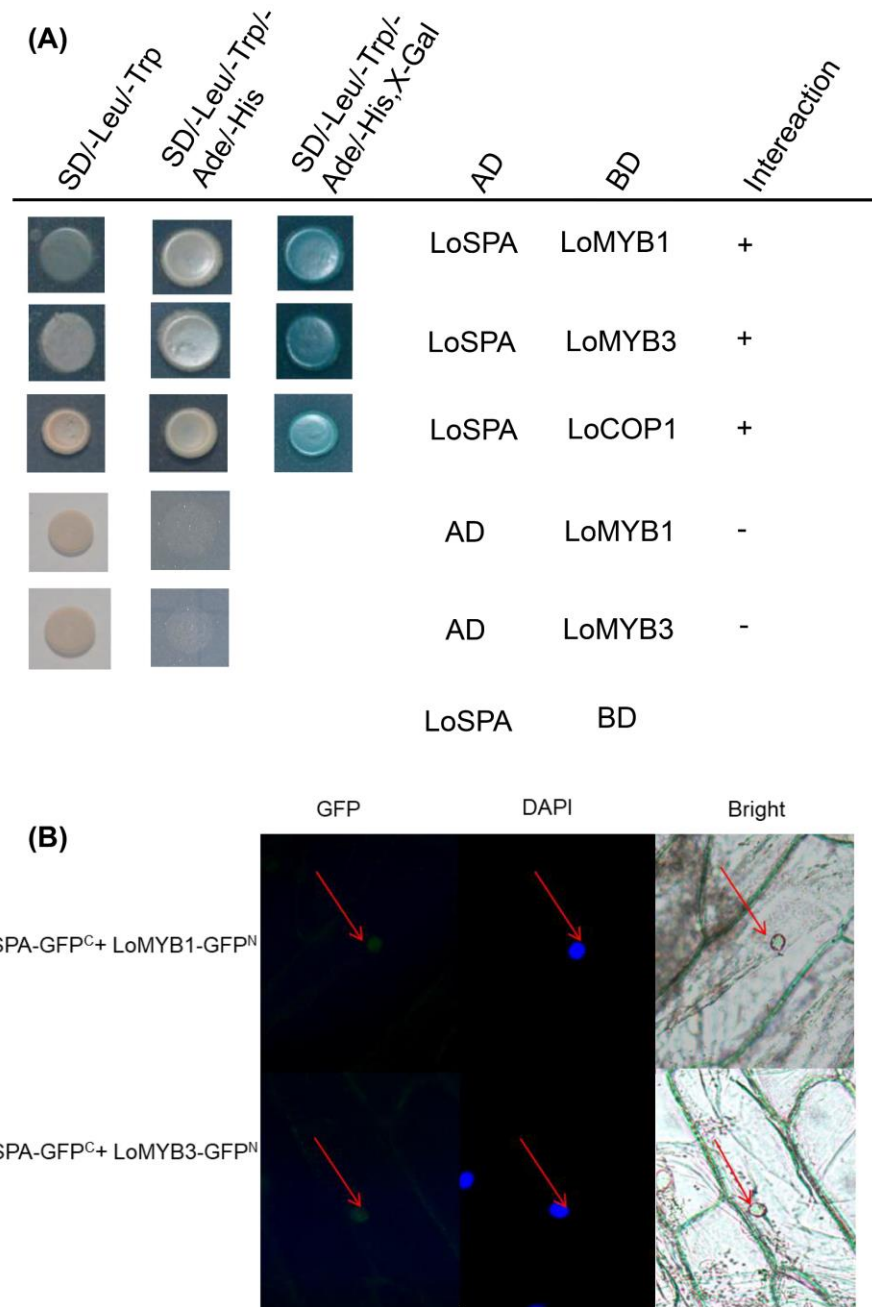 (A)
SD/-Leu/-Trp
SD/-Leu/-Trp/-
Ade/-His
SD/-Leu/-Trp/-
Ade/-His,X-Gal
AD
BD
Intereaction
LoSPA LoMYB1 +
LoSPA LoMYB3 +
LoSPA LoCOP1 +
AD LoMYB1 -
AD LoMYB3 -
LoSPA BD
(B)
GFP DAPI Bright
SPA-GFPᶜ+ LoMYB1-GFPᴺ
SPA-GFPᶜ+ LoMYB3-GFPᴺ